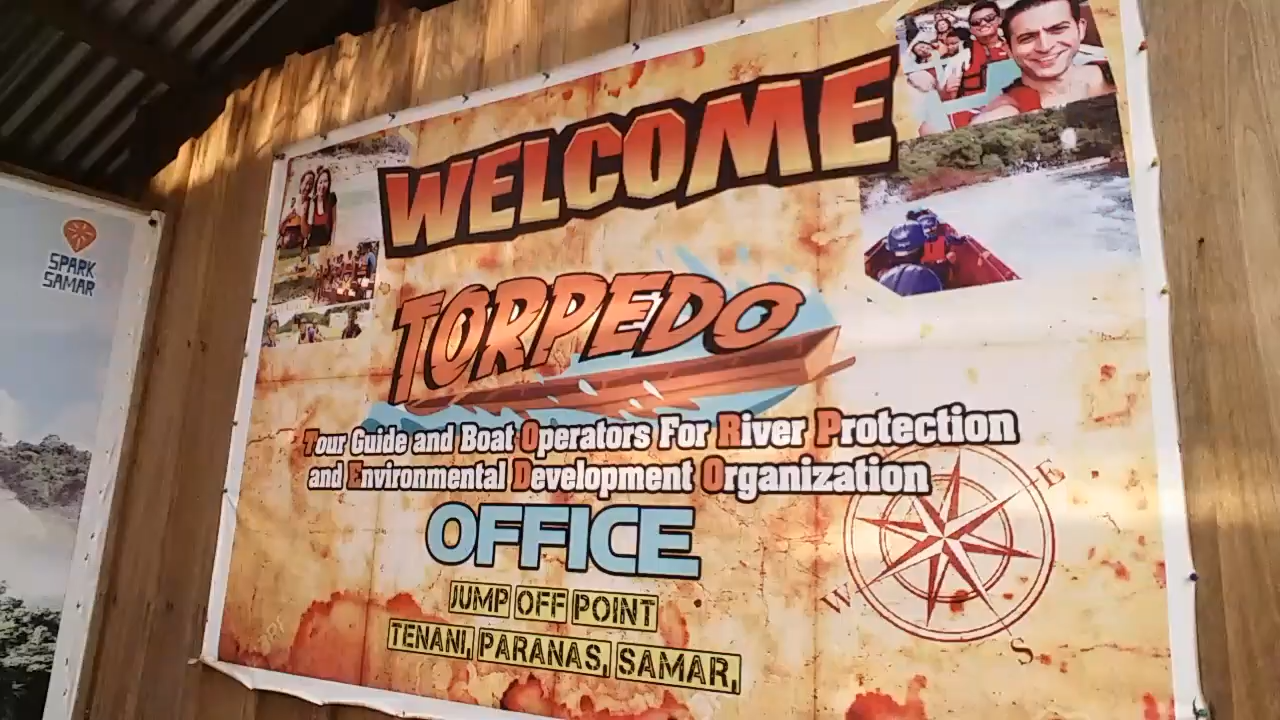 SPARK
SAMAR
WELCOME
TORPEDO
Tour Guide and Boat Operators For River Protection
and Environmental Development Organization
OFFICE
JUMP OFF POINT
TENANI, PARANAS, SAMAR,
E
W
S